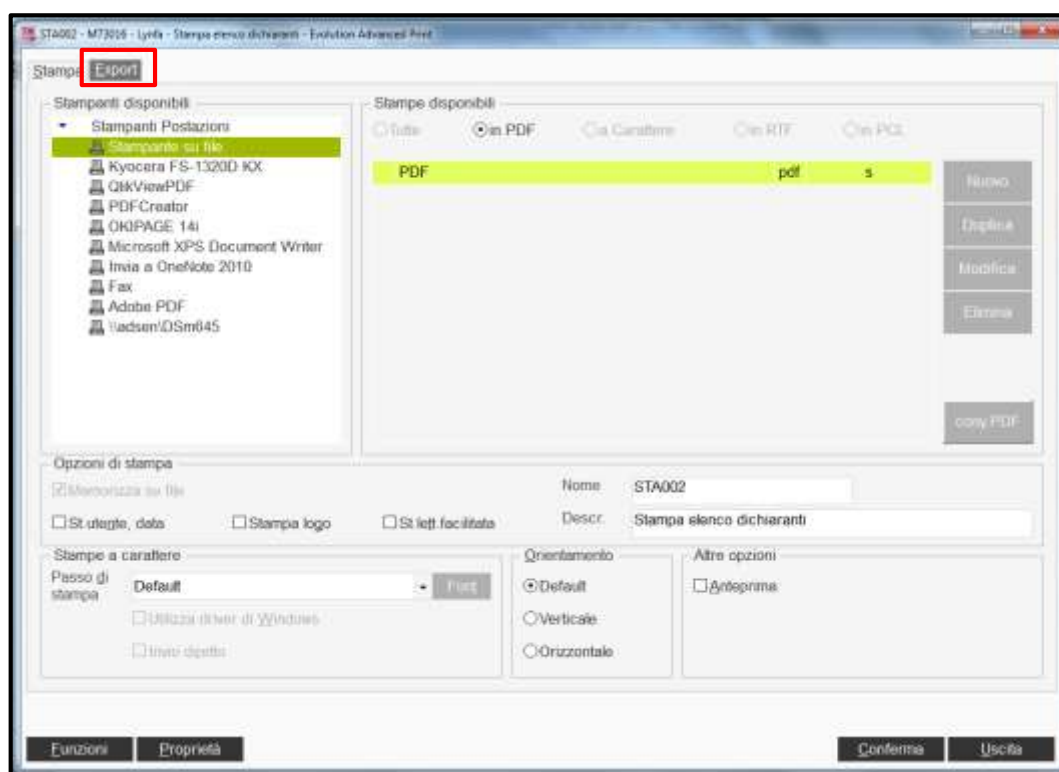 STA002 - M73016 - Lynfa - Stampa elenco dichiaranti - Evolution Advanced Print
Stampa Export
Stampanti disponibili
Stampanti Postazioni
Stampante su file
Kyocera FS-1320D KX
QlikViewPDF
PDFCreator
OKIPAGE 14i
Microsoft XPS Document Writer
Invia a OneNote 2010
Fax
Adobe PDF
\\adsen\DSm645
Stampe disponibili
Tutte in PDF a Carattere in RTF in PCL
PDF pdf s
Nuovo
Duplica
Modifica
Elimina
copy PDF
Opzioni di stampa
Memorizza su file
Nome STA002
St utente, data Stampa logo St lett facilitata
Descr. Stampa elenco dichiaranti
Stampe a carattere
Passo di stampa Default Font
Utilizza driver di Windows
Invio diretto
Orientamento
Default
Verticale
Orizzontale
Altre opzioni
Anteprima
Funzioni Proprietà Conferma Uscita